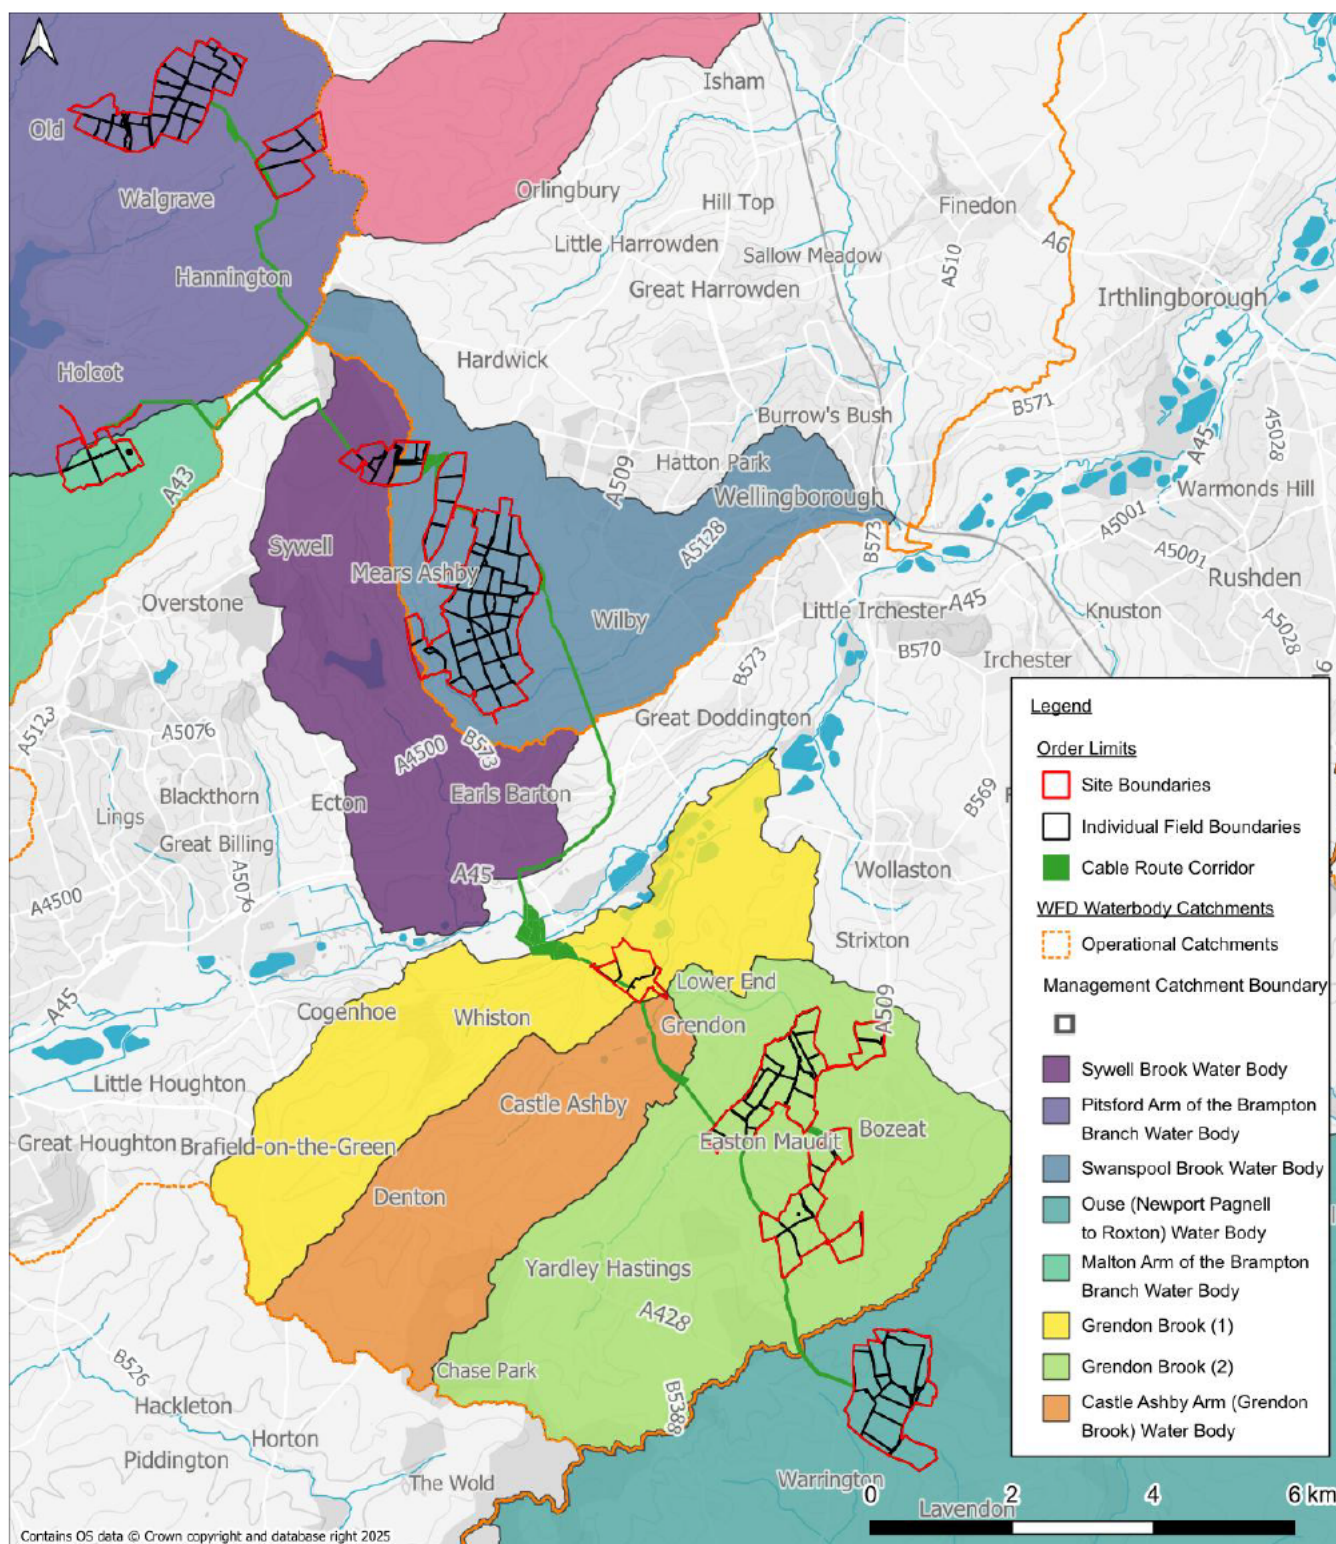 Isham
Old
Orlingbury
Walgrave
Hill Top
Finedon
Little Harrowden
A6
Sallow Meadow
A510
Hannington
Great Harrowden
Irthlingborough
Hardwick
Holcot
B571
Burrow's Bush
A45
A5028
Hatton Park
A509
A43
Wellingborough
Warmonds Hill
A5001
A5128
B573
Sywell
A5001
Mears Ashby
Rushden
Overstone
Little Irchester
A45
Knuston
Wilby
A5028
B570
Irchester
B573
A5123
Great Doddington
A5076
A4500
B573
Blackthorn
Ecton
Earls Barton
B569
Lings
Great Billing
A45
Wollaston
A5076
A4500
Strixton
Lower End
A45
Cogenhoe
Whiston
Grendon
A509
Little Houghton
Castle Ashby
Great Houghton
Brafield-on-the-Green
Easton Maudit
Bozeat
Denton
Yardley Hastings
A428
B526
Chase Park
B5388
Hackleton
Horton
Piddington
The Wold
Warrington
Lavendon
Legend
Order Limits
Site Boundaries
Individual Field Boundaries
Cable Route Corridor
WFD Waterbody Catchments
Operational Catchments
Management Catchment Boundary
Sywell Brook Water Body
Pitsford Arm of the Brampton
Branch Water Body
Swanspool Brook Water Body
Ouse (Newport Pagnell
to Roxton) Water Body
Malton Arm of the Brampton
Branch Water Body
Grendon Brook (1)
Grendon Brook (2)
Castle Ashby Arm (Grendon
Brook) Water Body
0 2 4 6 km
Contains OS data © Crown copyright and database right 2025